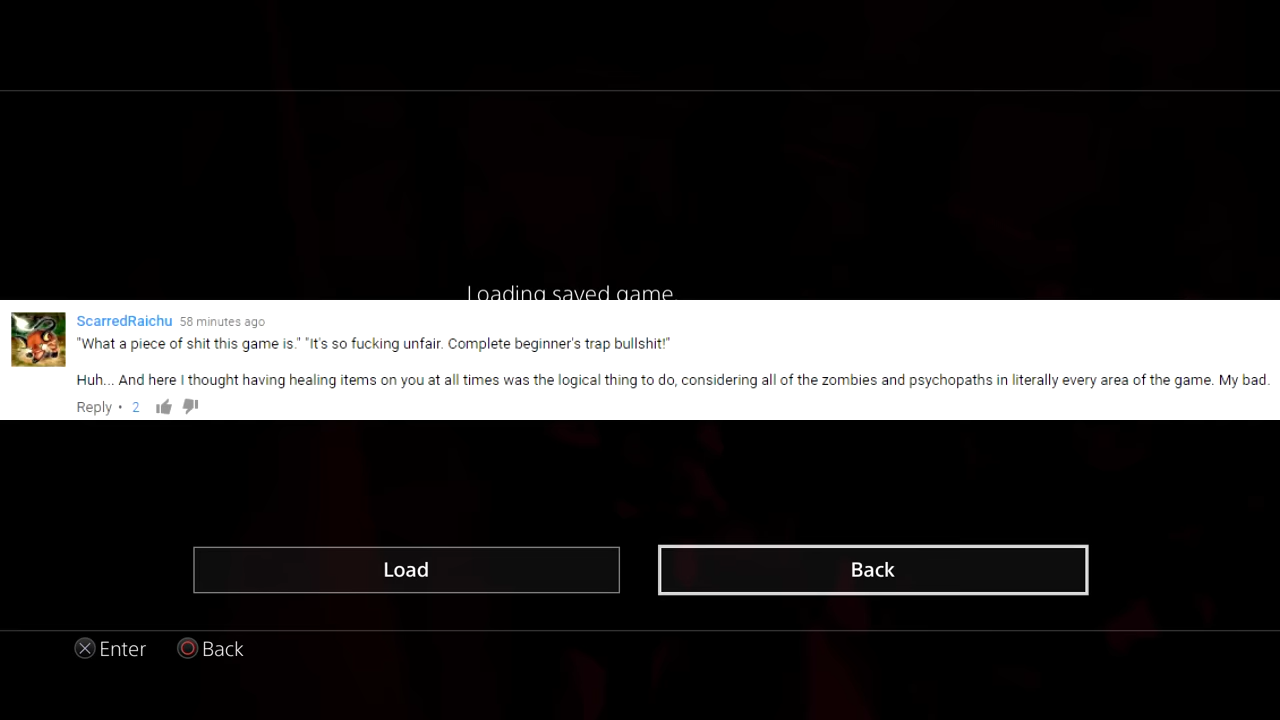 Loading saved game.
ScarredRaichu 58 minutes ago
"What a piece of shit this game is." "It's so fucking unfair. Complete beginner's trap bullshit!"
Huh... And here I thought having healing items on you at all times was the logical thing to do, considering all of the zombies and psychopaths in literally every area of the game. My bad.
Reply • 2
Load Back
Enter Back